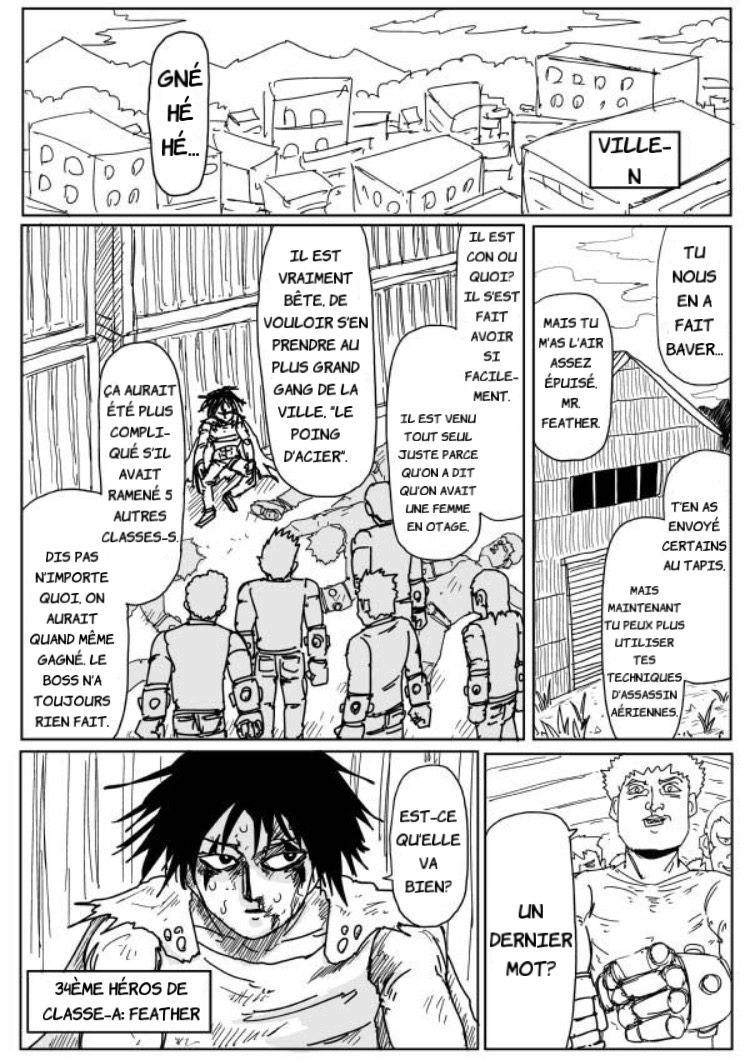 GNÉ
HÉ
HÉ...
VILLE-
N
TU
NOUS
EN A
FAIT
BAVER...
MAIS TU
M'AS L'AIR
ASSEZ
ÉPUISÉ,
MR.
FEATHER.
T'EN AS
ENVOYÉ
CERTAINS
AU TAPIS.
MAIS
MAINTENANT
TU PEUX PLUS
UTILISER
TES
TECHNIQUES
D'ASSASSIN
AÉRIENNES.
IL EST
CON OU
QUOI?
IL S'EST
FAIT
AVOIR
SI
FACILE-
MENT.
IL EST VENU
TOUT SEUL
JUSTE PARCE
QU'ON A DIT
QU'ON AVAIT
UNE FEMME
EN OTAGE.
IL EST
VRAIMENT
BÊTE, DE
VOULOIR S'EN
PRENDRE AU
PLUS GRAND
GANG DE LA
VILLE, "LE
POING
D'ACIER".
ÇA AURAIT
ÉTÉ PLUS
COMPLI-
QUÉ S'IL
AVAIT
RAMENÉ 5
AUTRES
CLASSES-S.
DIS PAS
N'IMPORTE
QUOI, ON
AURAIT
QUAND MÊME
GAGNÉ. LE
BOSS N'A
TOUJOURS
RIEN FAIT.
UN
DERNIER
MOT?
EST-CE
QU'ELLE
VA
BIEN?
34ÈME HÉROS DE
CLASSE-A: FEATHER